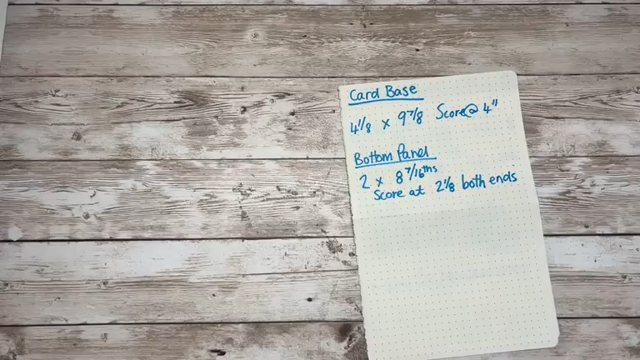 Card Base
4 1/8 x 9 7/8 Score@ 4"
Bottom Panel
2 x 8 7/16ths
Score at 2 1/8 both ends